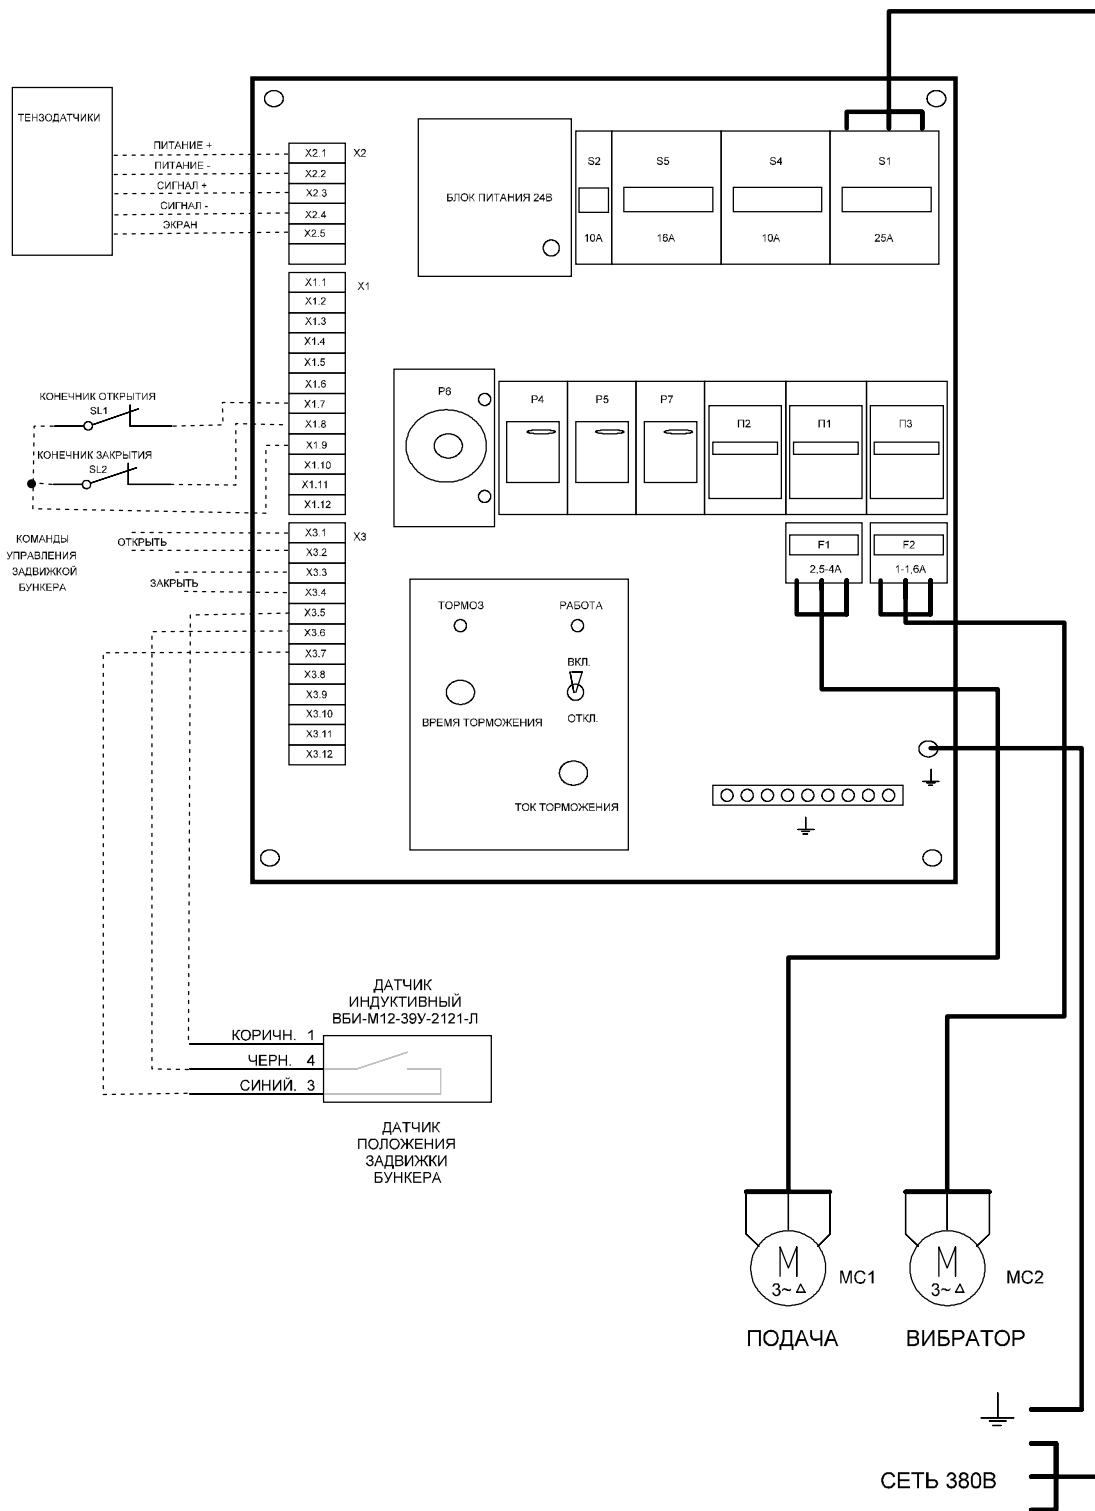 ТЕНЗОДАТЧИКИ
ПИТАНИЕ +
ПИТАНИЕ -
СИГНАЛ +
СИГНАЛ -
ЭКРАН
X2.1
X2.2
X2.3
X2.4
X2.5
X2
БЛОК ПИТАНИЯ 24В
S2
10A
S5
16A
S4
10A
S1
25A
X1.1
X1.2
X1.3
X1.4
X1.5
X1.6
X1.7
X1.8
X1.9
X1.10
X1.11
X1.12
X1
КОНЕЧНИК ОТКРЫТИЯ
SL1
КОНЕЧНИК ЗАКРЫТИЯ
SL2
P6
P4
P5
P7
П2
П1
П3
F1
2,5-4A
F2
1-1,6A
КОМАНДЫ
УПРАВЛЕНИЯ
ЗАДВИЖКОЙ
БУНКЕРА
ОТКРЫТЬ
ЗАКРЫТЬ
X3.1
X3.2
X3.3
X3.4
X3.5
X3.6
X3.7
X3.8
X3.9
X3.10
X3.11
X3.12
X3
ТОРМОЗ
РАБОТА
ВКЛ.
ОТКЛ.
ВРЕМЯ ТОРМОЖЕНИЯ
ТОК ТОРМОЖЕНИЯ
ДАТЧИК
ИНДУКТИВНЫЙ
ВБИ-М12-39У-2121-Л
КОРИЧН. 1
ЧЕРН. 4
СИНИЙ. 3
ДАТЧИК
ПОЛОЖЕНИЯ
ЗАДВИЖКИ
БУНКЕРА
M
3~ Δ
MC1
ПОДАЧА
M
3~ Δ
MC2
ВИБРАТОР
СЕТЬ 380В